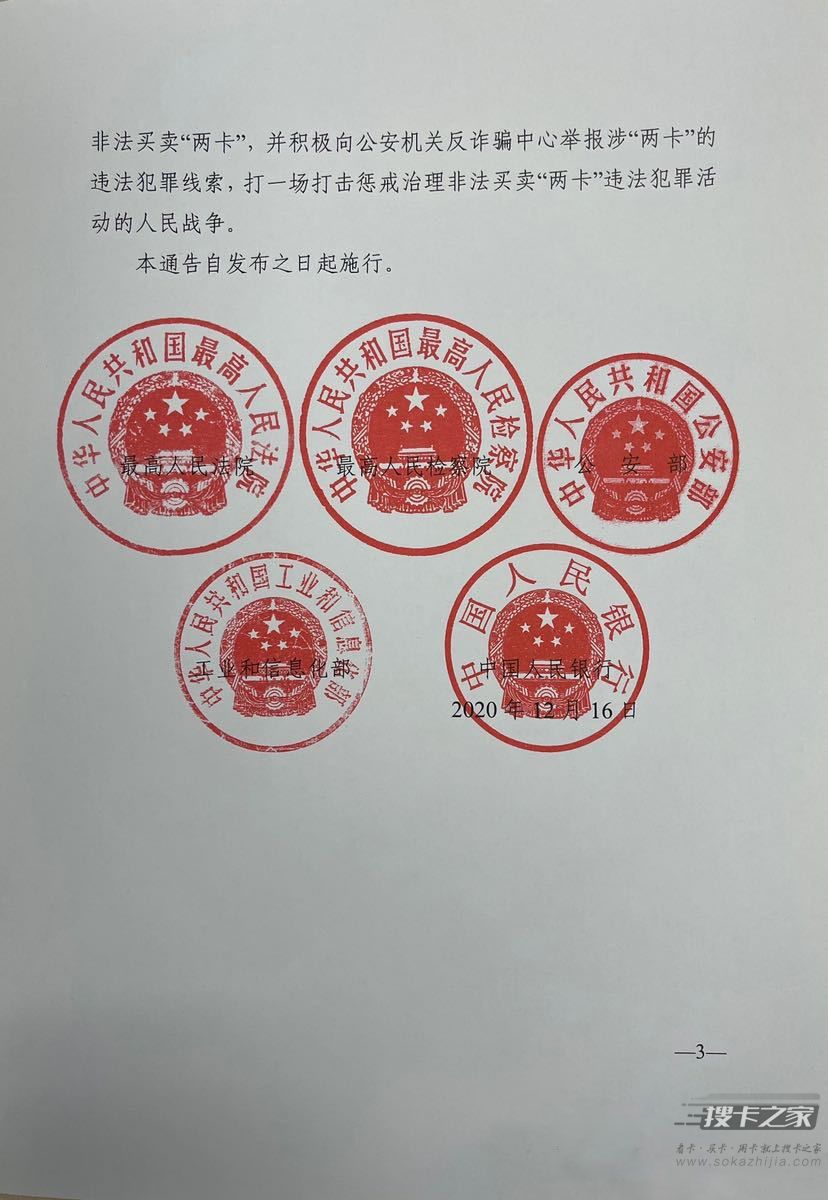 非法买卖“两卡”，并积极向公安机关反诈骗中心举报涉“两卡”的
违法犯罪线索，打一场打击惩戒治理非法买卖“两卡”违法犯罪活
动的人民战争。
本通告自发布之日起施行。
中华人民共和国最高人民法院
最高人民法院
中华人民共和国最高人民检察院
最高人民检察院
中华人民共和国公安部
公安部
中华人民共和国工业和信息化部
工业和信息化部
中国人民银行
中国人民银行
2020年12月16日
—3—
搜卡之家
看卡·买卡·用卡就上搜卡之家
www.sokazhijia.com